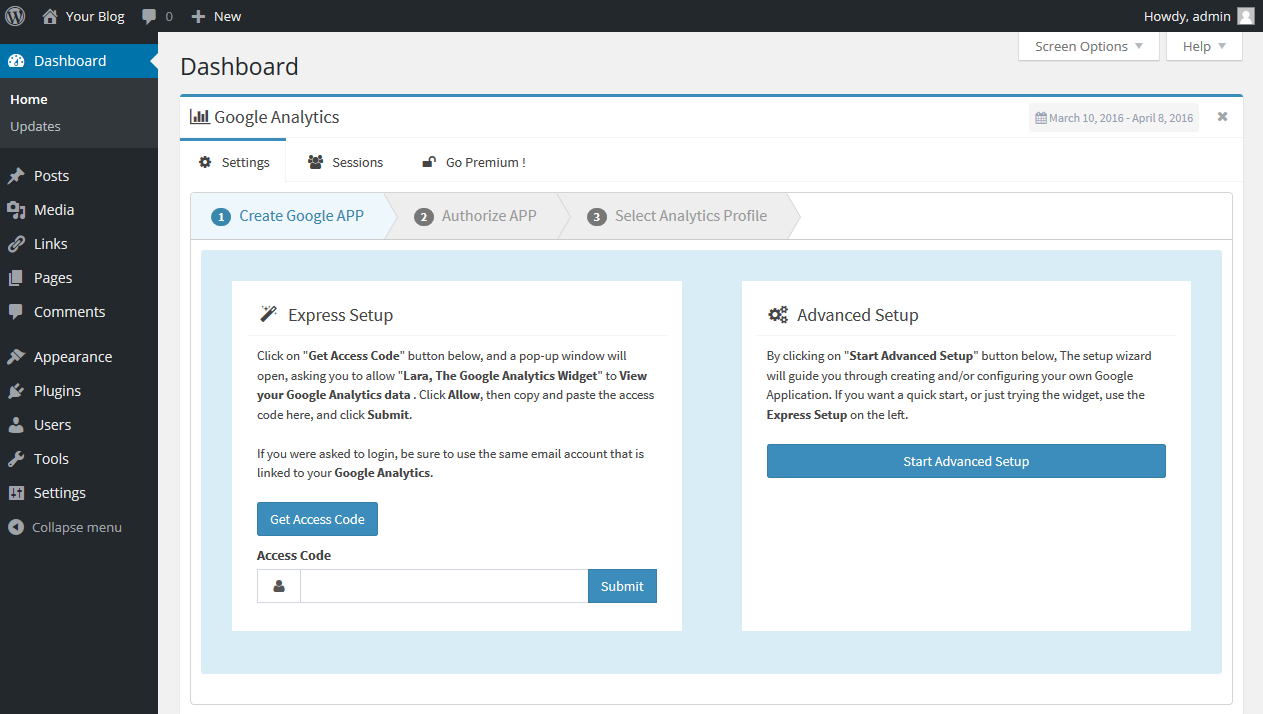 Your Blog 0 New Howdy, admin
Screen Options Help
Dashboard
Home
Updates
Posts
Media
Links
Pages
Comments
Appearance
Plugins
Users
Tools
Settings
Collapse menu
Dashboard
Google Analytics March 10, 2016 - April 8, 2016
Settings Sessions Go Premium !
1 Create Google APP 2 Authorize APP 3 Select Analytics Profile
Express Setup
Click on "Get Access Code" button below, and a pop-up window will
open, asking you to allow "Lara, The Google Analytics Widget" to View
your Google Analytics data . Click Allow, then copy and paste the access
code here, and click Submit.
If you were asked to login, be sure to use the same email account that is
linked to your Google Analytics.
Get Access Code
Access Code
Submit
Advanced Setup
By clicking on "Start Advanced Setup" button below, The setup wizard
will guide you through creating and/or configuring your own Google
Application. If you want a quick start, or just trying the widget, use the
Express Setup on the left.
Start Advanced Setup